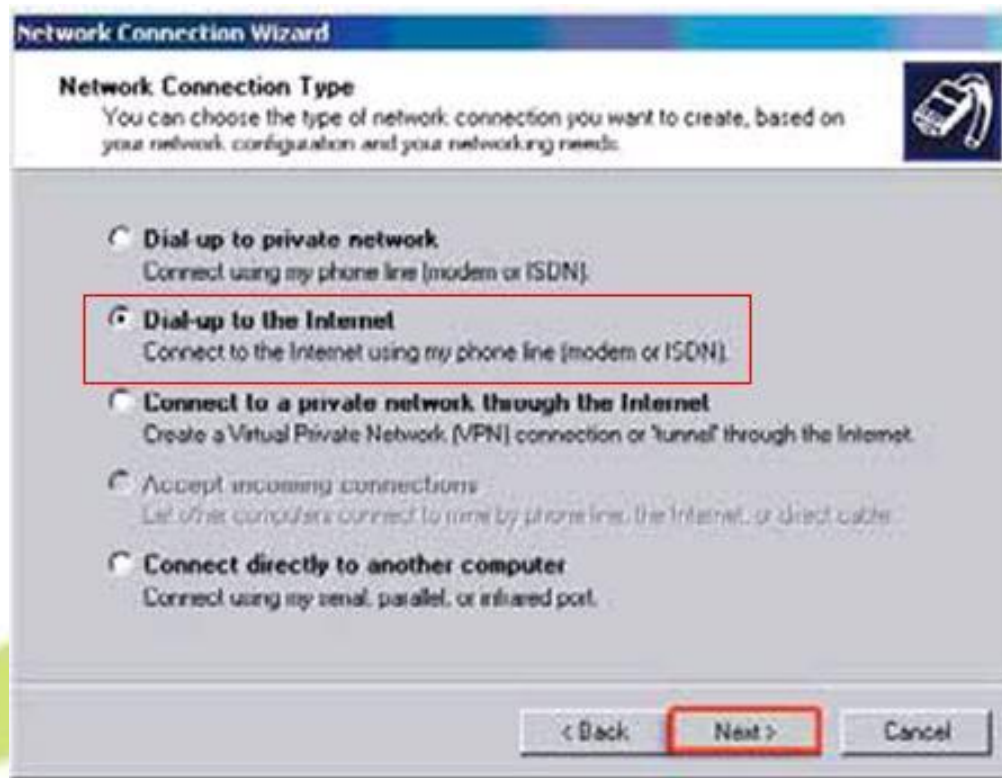 Network Connection Wizard
Network Connection Type
You can choose the type of network connection you want to create, based on
your network configuration and your networking needs.
Dial-up to private network
Connect using my phone line (modem or ISDN).
Dial-up to the Internet
Connect to the Internet using my phone line (modem or ISDN).
Connect to a private network through the Internet
Create a Virtual Private Network (VPN) connection or 'tunnel' through the Internet.
Accept incoming connections
Let other computers connect to mine by phone line, the Internet, or direct cable.
Connect directly to another computer
Connect using my serial, parallel, or infrared port.
< Back
Next >
Cancel